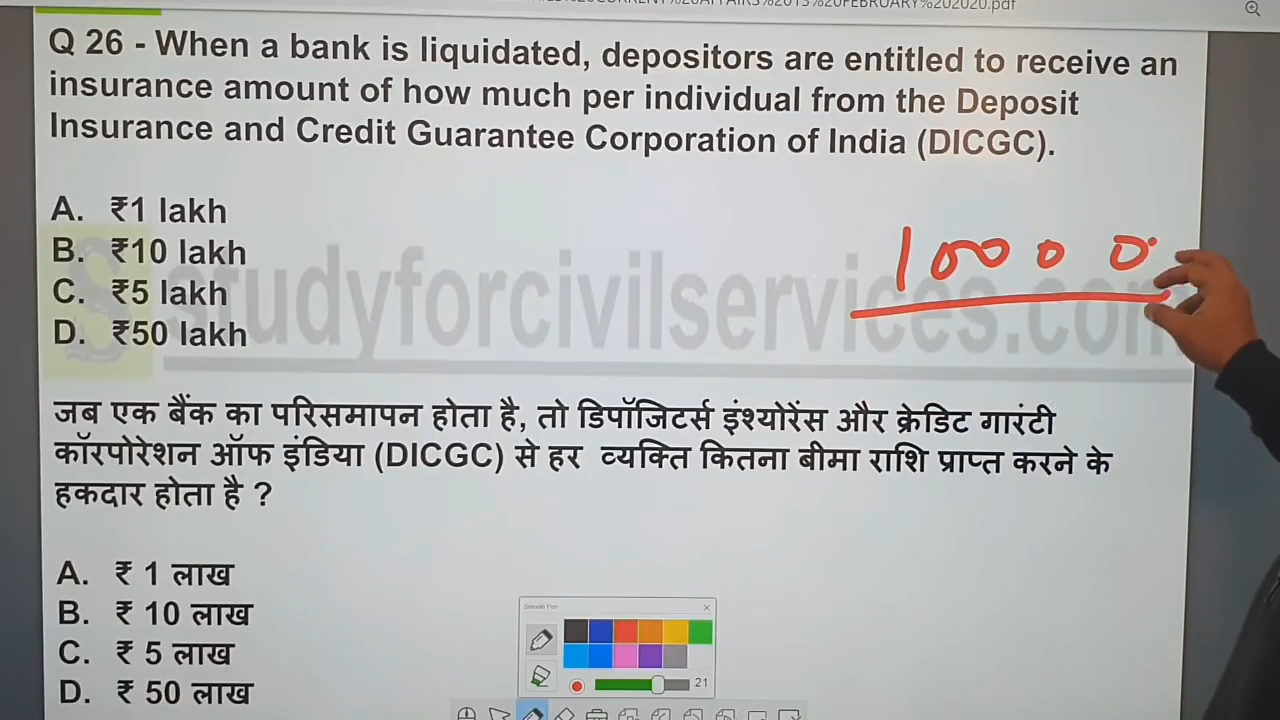 Q 26 - When a bank is liquidated, depositors are entitled to receive an
insurance amount of how much per individual from the Deposit
Insurance and Credit Guarantee Corporation of India (DICGC).
A. ₹1 lakh
B. ₹10 lakh
C. ₹5 lakh
D. ₹50 lakh
10000
studyforcivilservices.com
जब एक बैंक का परिसमापन होता है, तो डिपॉजिटर्स इंश्योरेंस और क्रेडिट गारंटी
कॉरपोरेशन ऑफ इंडिया (DICGC) से हर व्यक्ति कितना बीमा राशि प्राप्त करने के
हकदार होता है ?
A. ₹ 1 लाख
B. ₹ 10 लाख
C. ₹ 5 लाख
D. ₹ 50 लाख
Smooth Pen
21